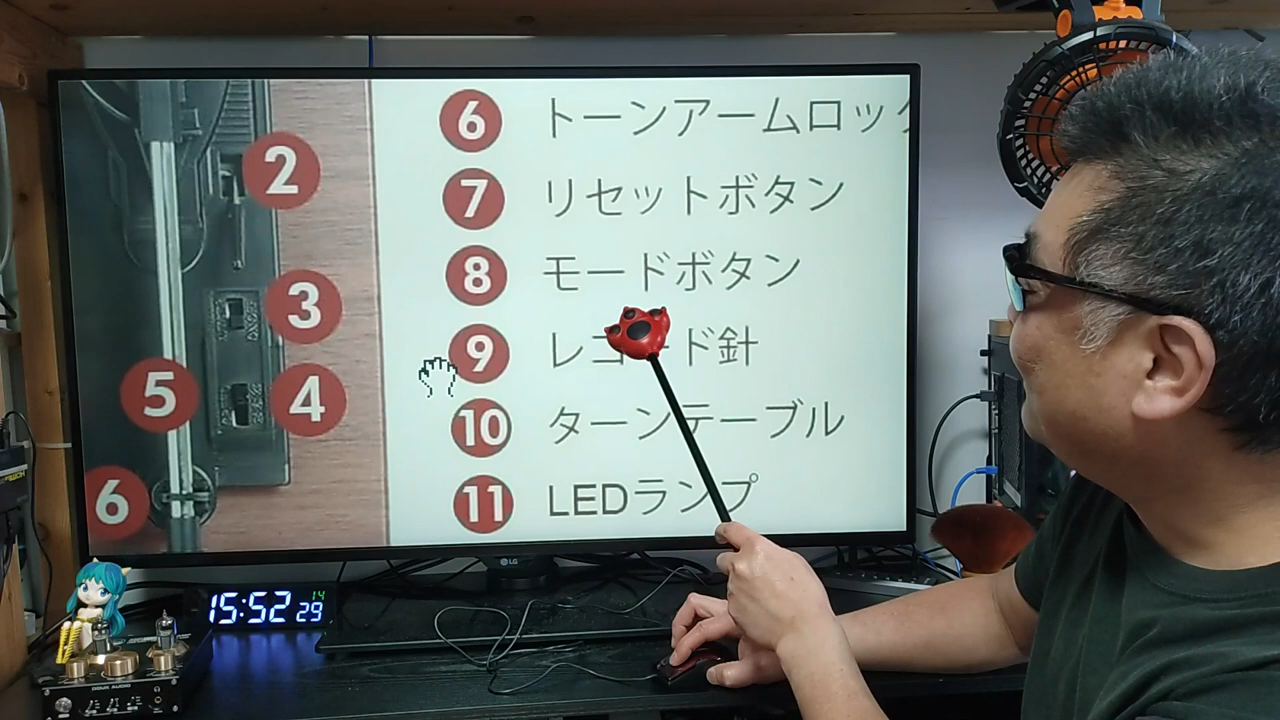 2
3
4
5
6
6 トーンアームロック
7 リセットボタン
8 モードボタン
9 レコード針
10 ターンテーブル
11 LEDランプ
LG
15:52 29
14
DOUK AUDIO